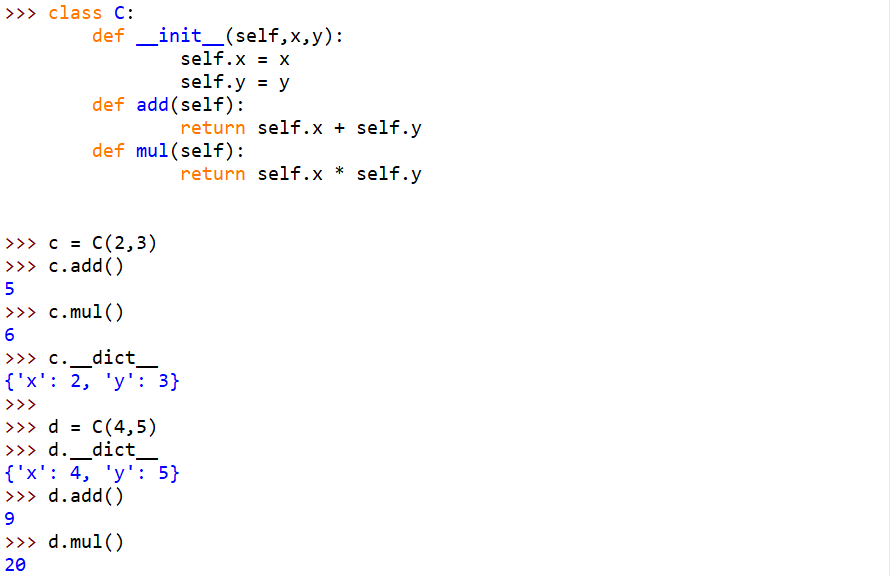 >>> class C:
        def __init__(self,x,y):
                self.x = x
                self.y = y
        def add(self):
                return self.x + self.y
        def mul(self):
                return self.x * self.y
>>> c = C(2,3)
>>> c.add()
5
>>> c.mul()
6
>>> c.__dict__
{'x': 2, 'y': 3}
>>>
>>> d = C(4,5)
>>> d.__dict__
{'x': 4, 'y': 5}
>>> d.add()
9
>>> d.mul()
20